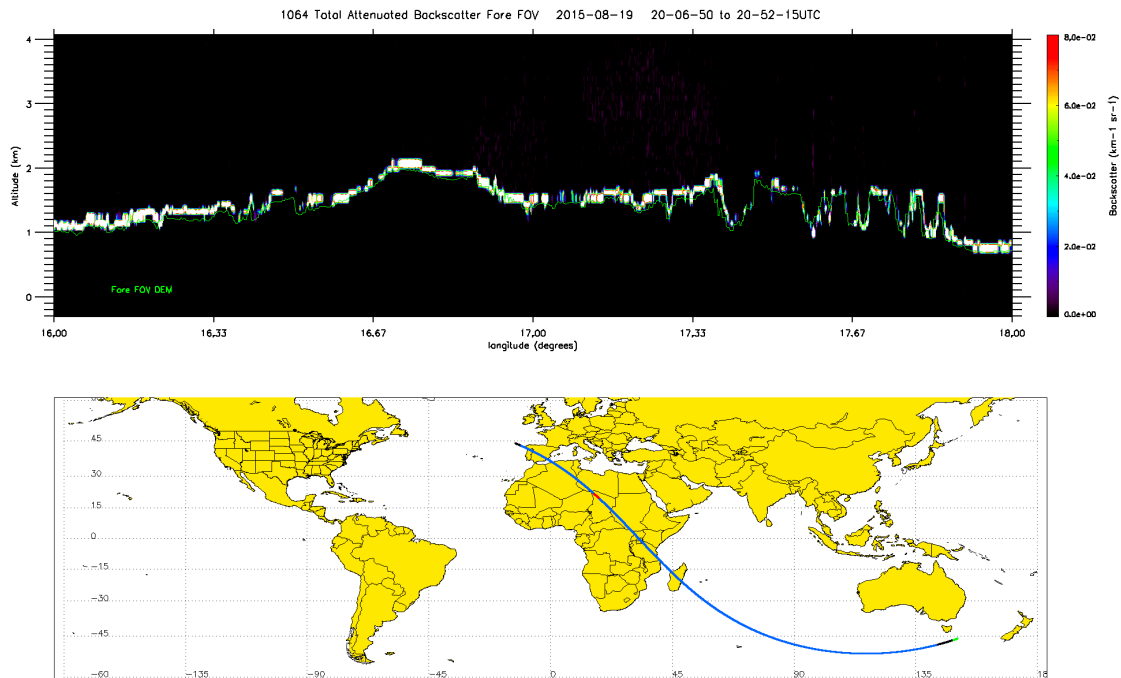 1064 Total Attenuated Backscatter Fore FOV 2015-08-19 20-06-50 to 20-52-15UTC
4
3
2
1
0
Altitude (km)
Fore FOV DEM
16.00 16.33 16.67 17.00 17.33 17.67 18.00
longitude (degrees)
8.0e-02
6.0e-02
4.0e-02
2.0e-02
0.0e+00
Backscatter (km-1 sr-1)
45
30
15
0
-15
-30
-45
-60 -135 -90 -45 0 45 90 135 18